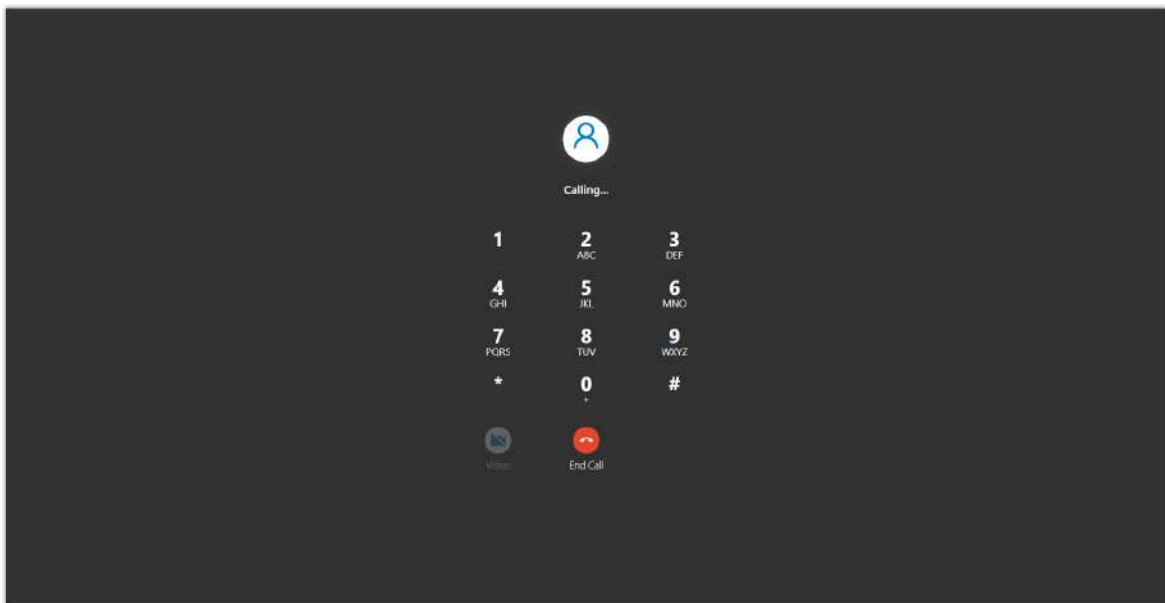 Calling...
1 2 3
ABC DEF
4 5 6
GHI JKL MNO
7 8 9
PQRS TUV WXYZ
* 0 #
+
Video End Call